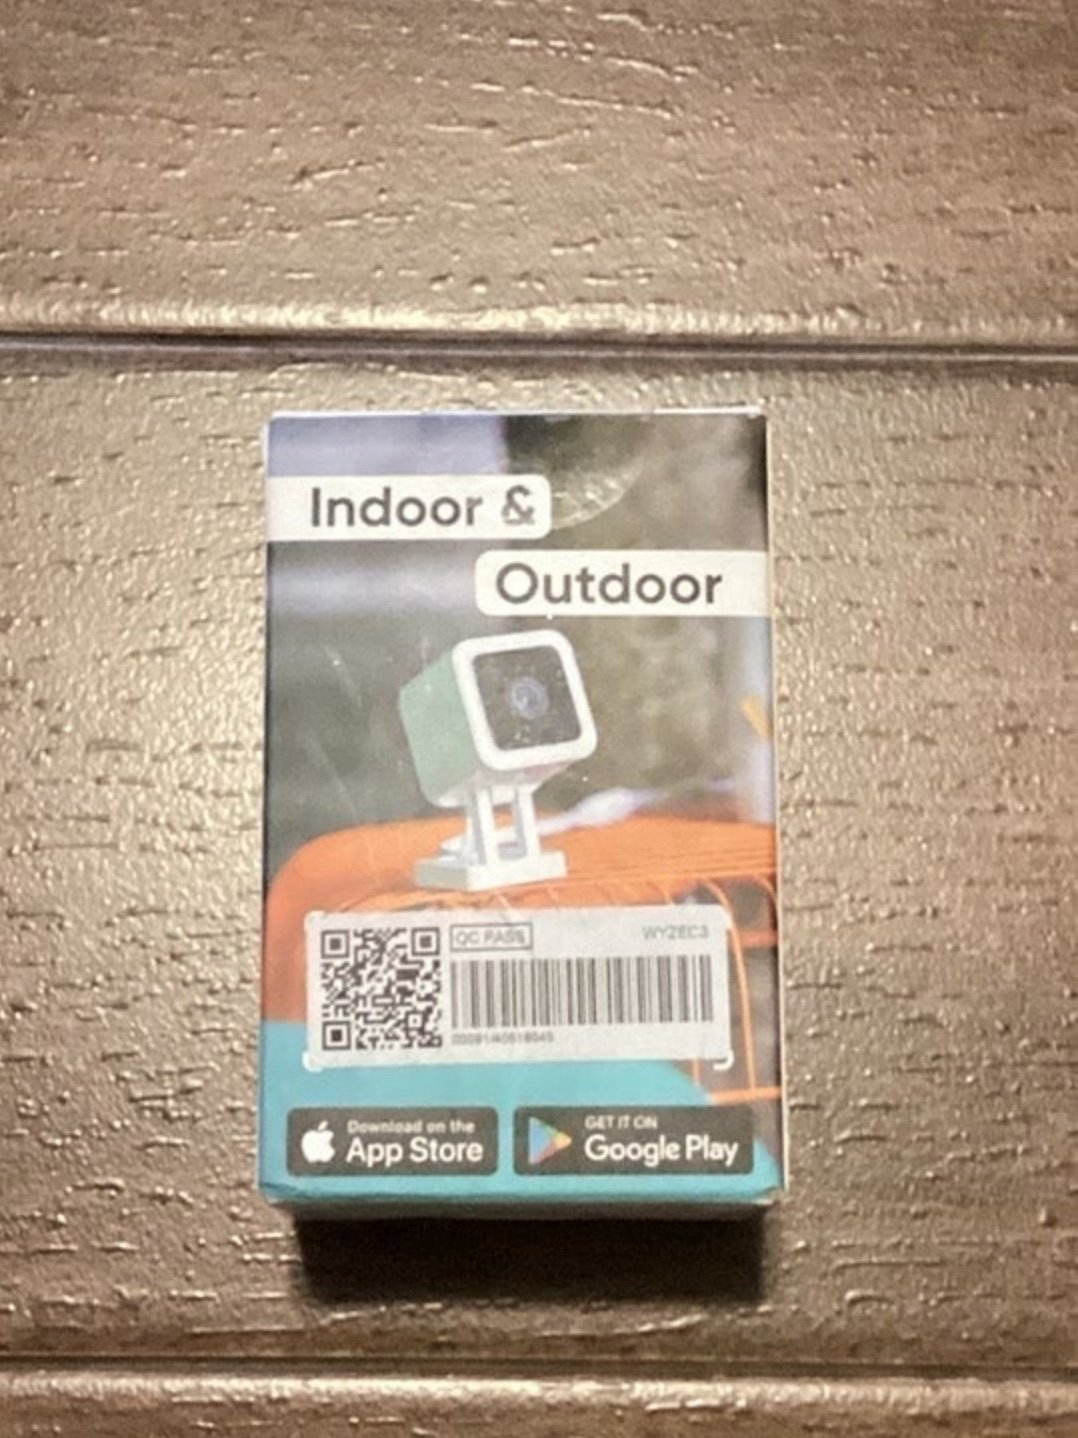 Indoor &
Outdoor
QC PASS
WYZEC3
Download on the
App Store
GET IT ON
Google Play